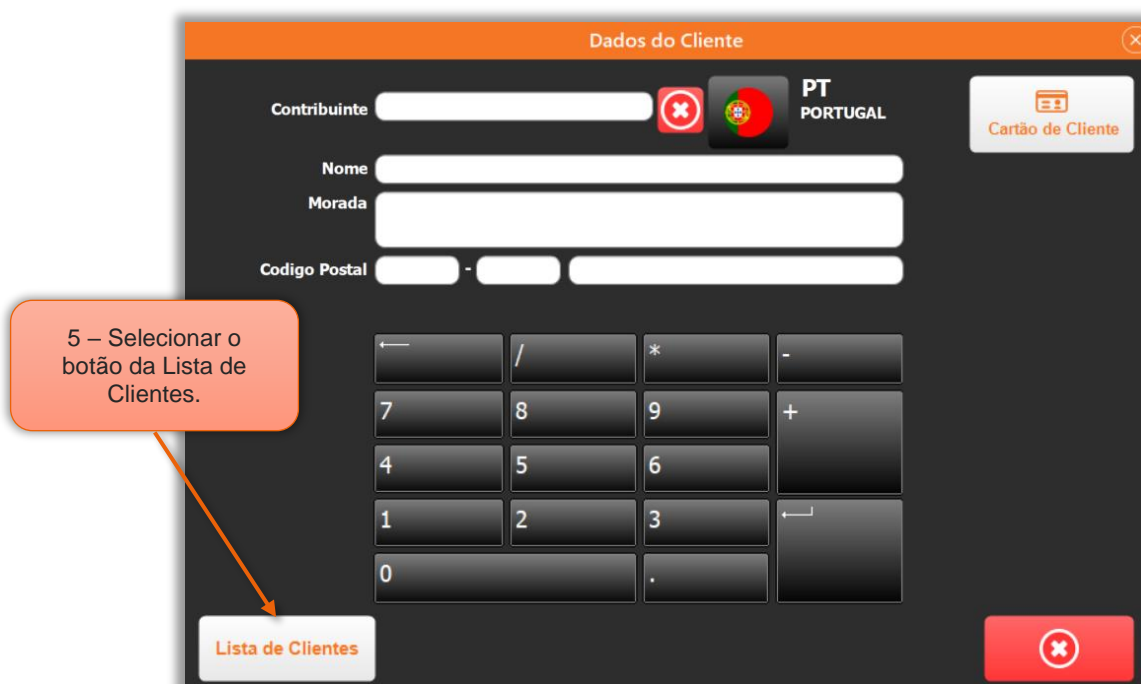 Dados do Cliente
Contribuinte
PT
PORTUGAL
Cartão de Cliente
Nome
Morada
Codigo Postal
-
5 – Selecionar o
botão da Lista de
Clientes.
← / * -
7 8 9 +
4 5 6
1 2 3 ↵
0 .
Lista de Clientes